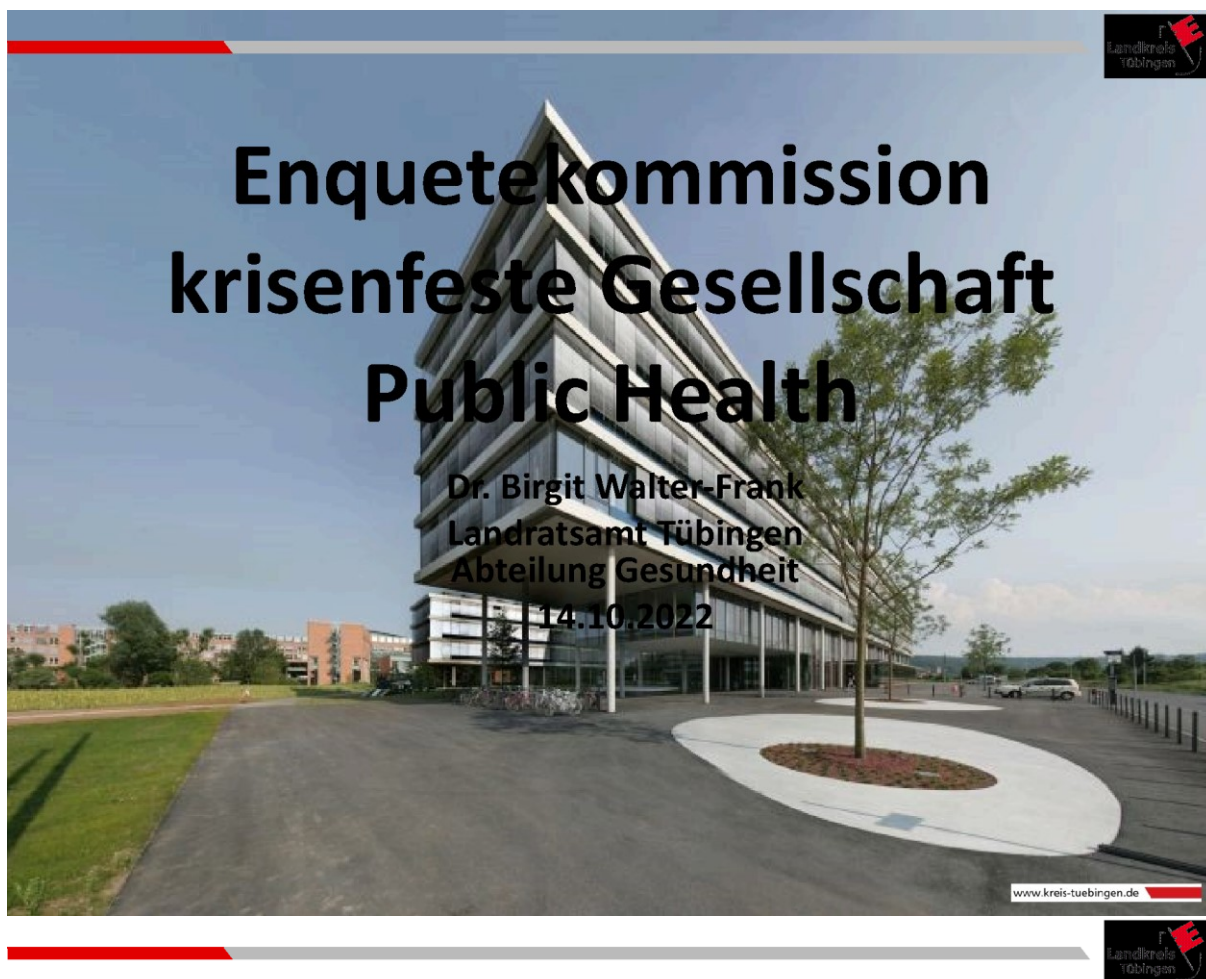 Landkreis
Tübingen
Enquetekommission
krisenfeste Gesellschaft
Public Health
Dr. Birgit Walter-Frank
Landratsamt Tübingen
Abteilung Gesundheit
14.10.2022
www.kreis-tuebingen.de
Landkreis
Tübingen